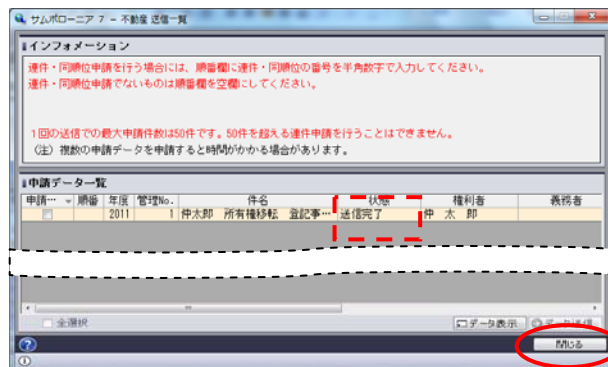 サムポローニア 7 - 不動産 送信一覧
インフォメーション
連件・同順位申請を行う場合には、順番欄に連件・同順位の番号を半角数字で入力してください。
連件・同順位申請でないものは順番欄を空欄にしてください。
1回の送信での最大申請件数は50件です。50件を超える連件申請を行うことはできません。
(注) 複数の申請データを申請すると時間がかかる場合があります。
申請データ一覧
申請… 順番 年度 管理No. 件名 状態 権利者 義務者
2011 1 仲太郎 所有権移転 登記事… 送信完了 仲 太 郎
全選択 データ表示 データ送信
閉じる